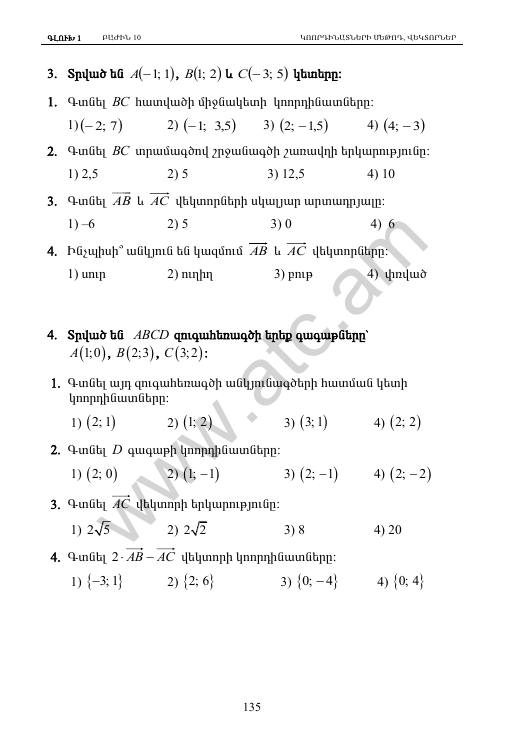 ԳԼՈՒԽ 1 ԲԱԺԻՆ 10 ԿՈՈՐԴԻՆԱՏՆԵՐԻ ՄԵԹՈԴ, ՎԵԿՏՈՐՆԵՐ
3. Տրված են A(−1; 1), B(1; 2) և C(−3; 5) կետերը:
1. Գտնել BC հատվածի միջնակետի կոորդինատները:
1) (−2; 7) 2) (−1; 3,5) 3) (2; −1,5) 4) (4; −3)
2. Գտնել BC տրամագծով շրջանագծի շառավղի երկարությունը:
1) 2,5 2) 5 3) 12,5 4) 10
3. Գտնել AB և AC վեկտորների սկալյար արտադրյալը:
1) –6 2) 5 3) 0 4) 6
4. Ինչպիսի՞ անկյուն են կազմում AB և AC վեկտորները:
1) սուր 2) ուղիղ 3) բութ 4) փռված
4. Տրված են ABCD զուգահեռագծի երեք գագաթները՝
A(1;0), B(2;3), C(3;2):
1. Գտնել այդ զուգահեռագծի անկյունագծերի հատման կետի
կոորդինատները:
1) (2; 1) 2) (1; 2) 3) (3; 1) 4) (2; 2)
2. Գտնել D գագաթի կոորդինատները:
1) (2; 0) 2) (1; −1) 3) (2; −1) 4) (2; −2)
3. Գտնել AC վեկտորի երկարությունը:
1) 2√5 2) 2√2 3) 8 4) 20
4. Գտնել 2·AB − AC վեկտորի կոորդինատները:
1) {−3; 1} 2) {2; 6} 3) {0; −4} 4) {0; 4}
www.atc.am
135